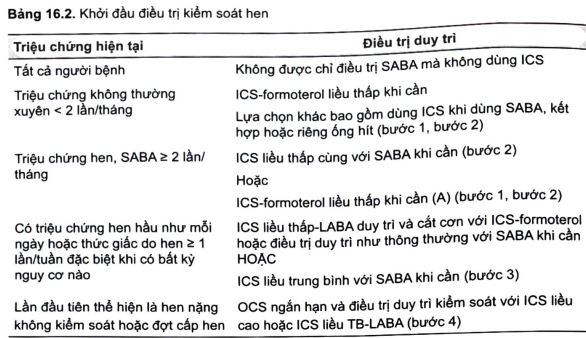 Bảng 16.2. Khởi đầu điều trị kiểm soát hen
Triệu chứng hiện tại
Điều trị duy trì
Tất cả người bệnh
Không được chỉ điều trị SABA mà không dùng ICS
Triệu chứng không thường
xuyên < 2 lần/tháng
ICS-formoterol liều thấp khi cần
Lựa chọn khác bao gồm dùng ICS khi dùng SABA, kết
hợp hoặc riêng ống hít (bước 1, bước 2)
Triệu chứng hen, SABA ≥ 2 lần/
tháng
ICS liều thấp cùng với SABA khi cần (bước 2)
Hoặc
ICS-formoterol liều thấp khi cần (A) (bước 1, bước 2)
Có triệu chứng hen hầu như mỗi
ngày hoặc thức giấc do hen ≥ 1
lần/tuần đặc biệt khi có bất kỳ
nguy cơ nào
ICS liều thấp-LABA duy trì và cắt cơn với ICS-formoterol
hoặc điều trị duy trì như thông thường với SABA khi cần
HOẶC
ICS liều trung bình với SABA khi cần (bước 3)
Lần đầu tiên thể hiện là hen nặng
không kiểm soát hoặc đợt cấp hen
OCS ngắn hạn và điều trị duy trì kiểm soát với ICS liều
cao hoặc ICS liều TB-LABA (bước 4)